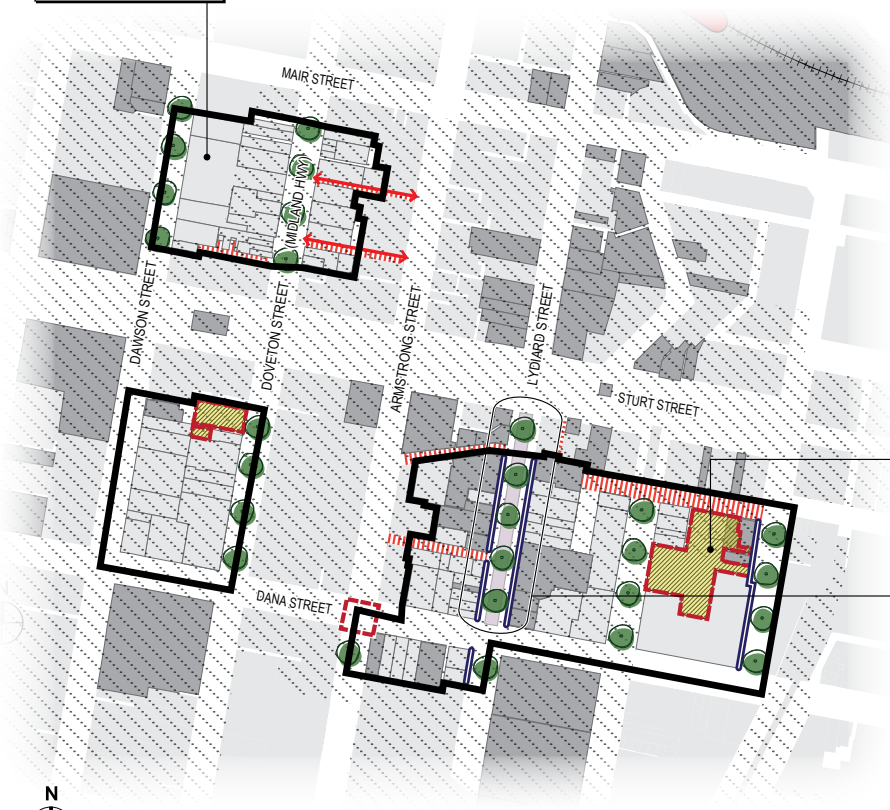 MAIR STREET
(MIDLAND HWY)
DAWSON STREET
DOVETON STREET
ARMSTRONG STREET
LYDIARD STREET
STURT STREET
DANA STREET
N